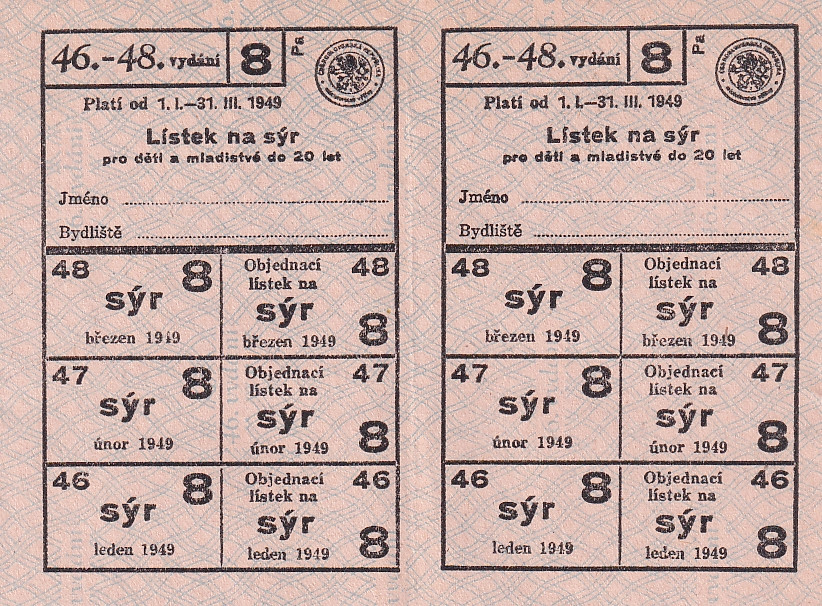 46.-48. vydání 8 Pa
ČESKOSLOVENSKÁ REPUBLIKA
Platí od 1. I.—31. III. 1949
Lístek na sýr
pro děti a mladistvé do 20 let
Jméno
Bydliště
48 8
sýr
březen 1949
Objednací 48
lístek na
sýr
březen 1949 8
47 8
sýr
únor 1949
Objednací 47
lístek na
sýr
únor 1949 8
46 8
sýr
leden 1949
Objednací 46
lístek na
sýr
leden 1949 8
46.-48. vydání 8 Pa
ČESKOSLOVENSKÁ REPUBLIKA
Platí od 1. I.—31. III. 1949
Lístek na sýr
pro děti a mladistvé do 20 let
Jméno
Bydliště
48 8
sýr
březen 1949
Objednací 48
lístek na
sýr
březen 1949 8
47 8
sýr
únor 1949
Objednací 47
lístek na
sýr
únor 1949 8
46 8
sýr
leden 1949
Objednací 46
lístek na
sýr
leden 1949 8